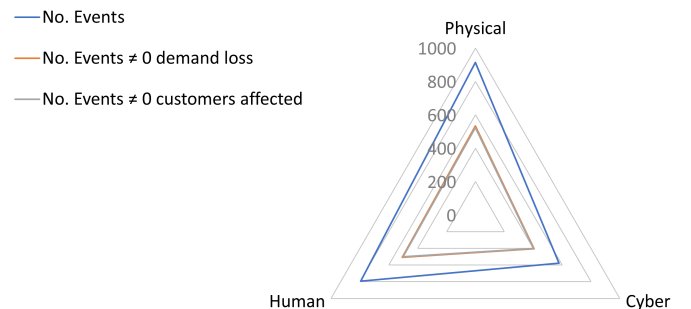 No. Events
Physical
1000
No. Events ≠ 0 demand loss
800
No. Events ≠ 0 customers affected
600
400
200
0
Human
Cyber